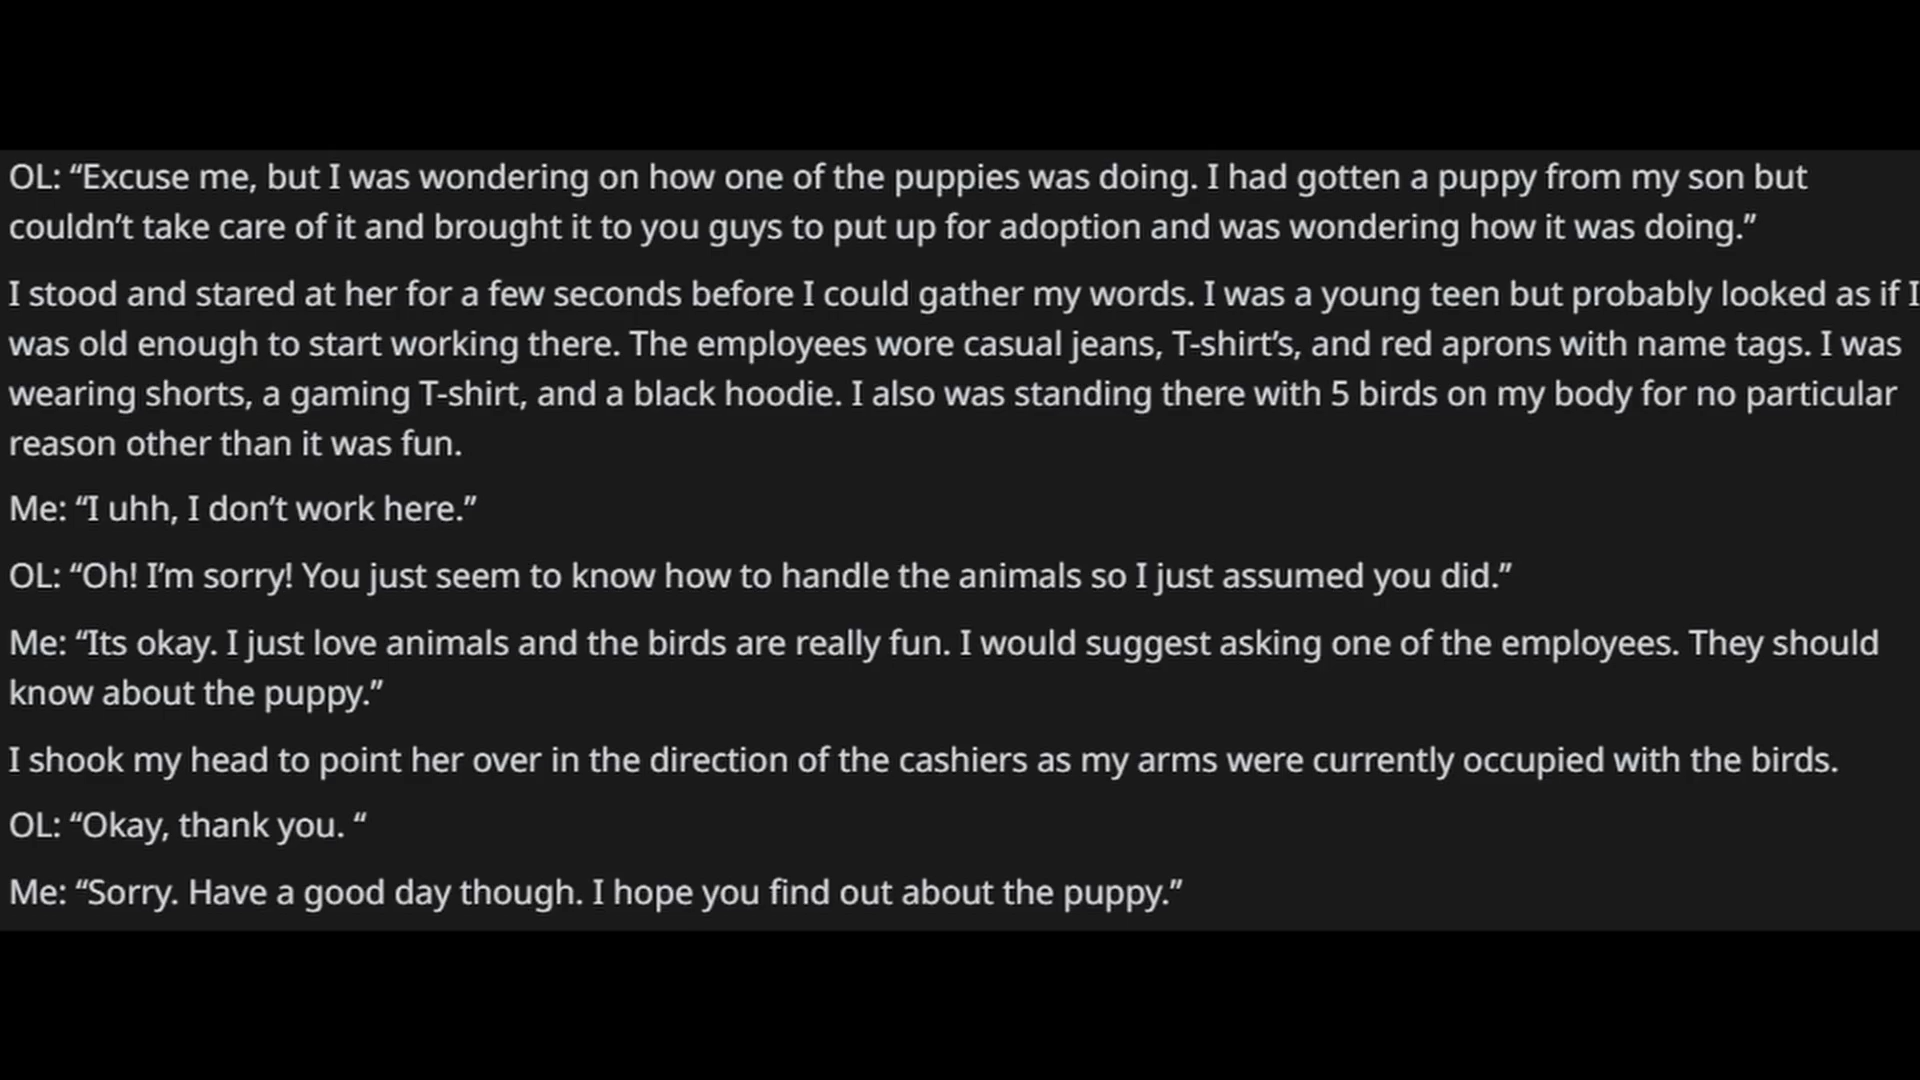 OL: “Excuse me, but I was wondering on how one of the puppies was doing. I had gotten a puppy from my son but
couldn’t take care of it and brought it to you guys to put up for adoption and was wondering how it was doing.”
I stood and stared at her for a few seconds before I could gather my words. I was a young teen but probably looked as if I
was old enough to start working there. The employees wore casual jeans, T-shirt’s, and red aprons with name tags. I was
wearing shorts, a gaming T-shirt, and a black hoodie. I also was standing there with 5 birds on my body for no particular
reason other than it was fun.
Me: “I uhh, I don’t work here.”
OL: “Oh! I’m sorry! You just seem to know how to handle the animals so I just assumed you did.”
Me: “Its okay. I just love animals and the birds are really fun. I would suggest asking one of the employees. They should
know about the puppy.”
I shook my head to point her over in the direction of the cashiers as my arms were currently occupied with the birds.
OL: “Okay, thank you. “
Me: “Sorry. Have a good day though. I hope you find out about the puppy.”